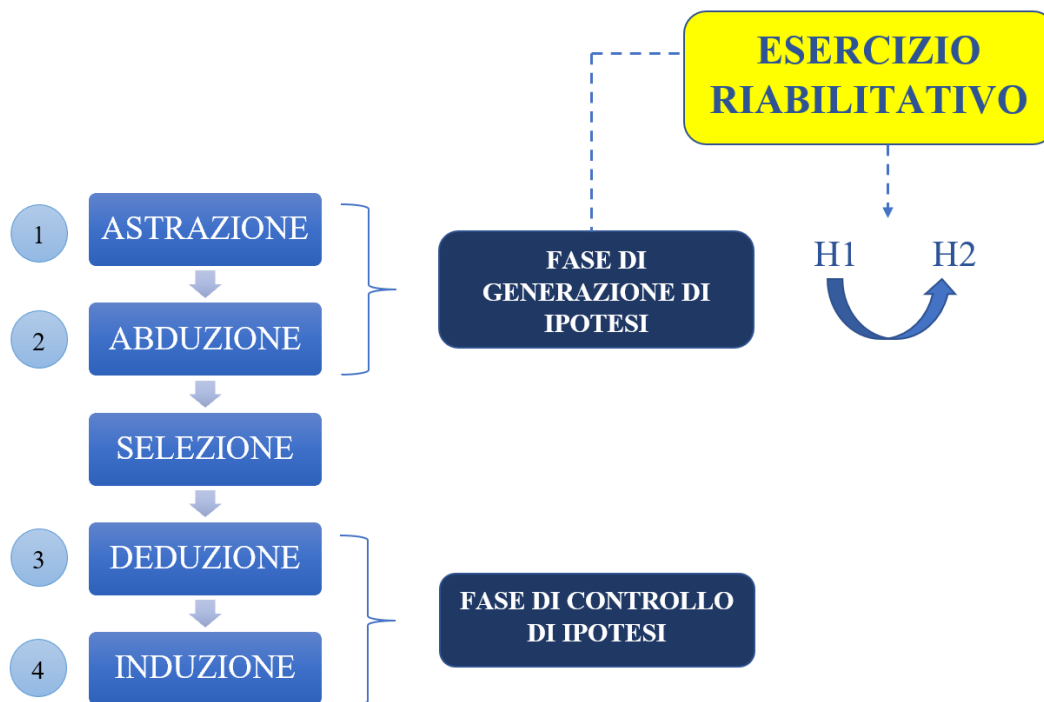 ESERCIZIO
RIABILITATIVO
1
ASTRAZIONE
FASE DI
GENERAZIONE DI
IPOTESI
H1
H2
2
ABDUZIONE
SELEZIONE
3
DEDUZIONE
FASE DI CONTROLLO
DI IPOTESI
4
INDUZIONE